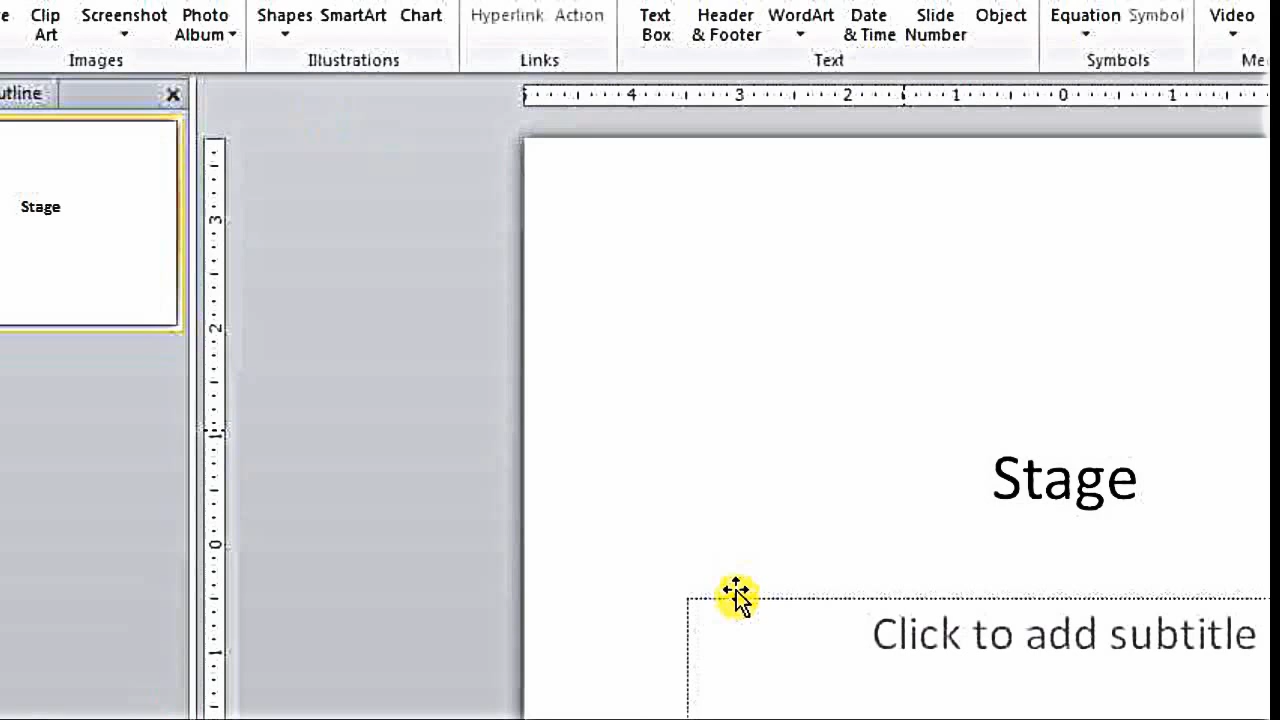 Clip Art
Screenshot
Photo Album
Shapes
SmartArt
Chart
Hyperlink
Action
Text Box
Header & Footer
WordArt
Date & Time
Slide Number
Object
Equation
Symbol
Video
Images
Illustrations
Links
Text
Symbols
5 4 3 2 1 0 1
Stage
3
2
1
0
1
Stage
Click to add subtitle